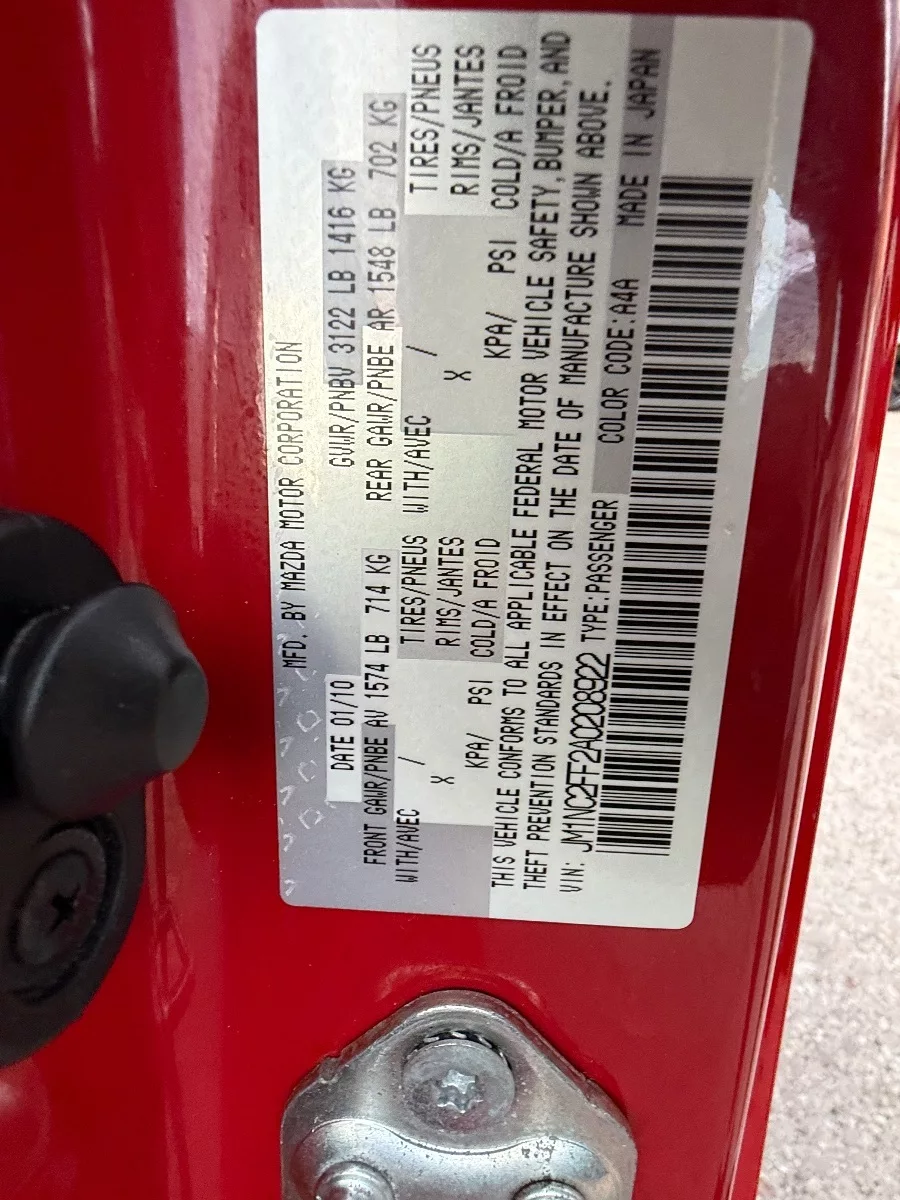 MFD. BY MAZDA MOTOR CORPORATION
DATE 01/10 GVWR/PNBV 3122 LB 1416 KG
FRONT GAWR/PNBE AV 1574 LB 714 KG REAR GAWR/PNBE AR 1548 LB 702 KG
WITH/AVEC / TIRES/PNEUS WITH/AVEC / TIRES/PNEUS
X RIMS/JANTES X RIMS/JANTES
KPA/ PSI COLD/A FROID KPA/ PSI COLD/A FROID
THIS VEHICLE CONFORMS TO ALL APPLICABLE FEDERAL MOTOR VEHICLE SAFETY, BUMPER, AND
THEFT PREVENTION STANDARDS IN EFFECT ON THE DATE OF MANUFACTURE SHOWN ABOVE.
VIN: JM1NC2FF2A0208922 TYPE:PASSENGER COLOR CODE:A4A MADE IN JAPAN